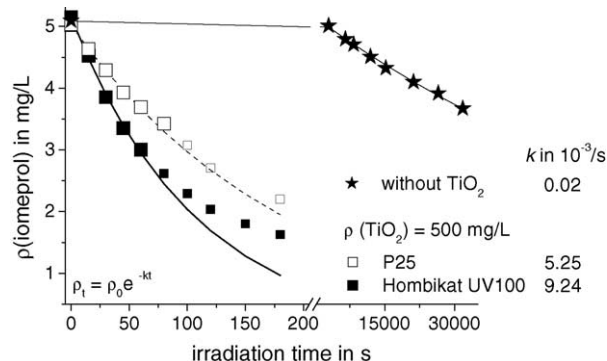 ρ(iomeprol) in mg/L
5
4
3
2
1
k in 10⁻³/s
★ without TiO₂ 0.02
ρ (TiO₂) = 500 mg/L
□ P25 5.25
■ Hombikat UV100 9.24
ρₜ = ρ₀e⁻ᵏᵗ
0 50 100 150 200 15000 30000
irradiation time in s